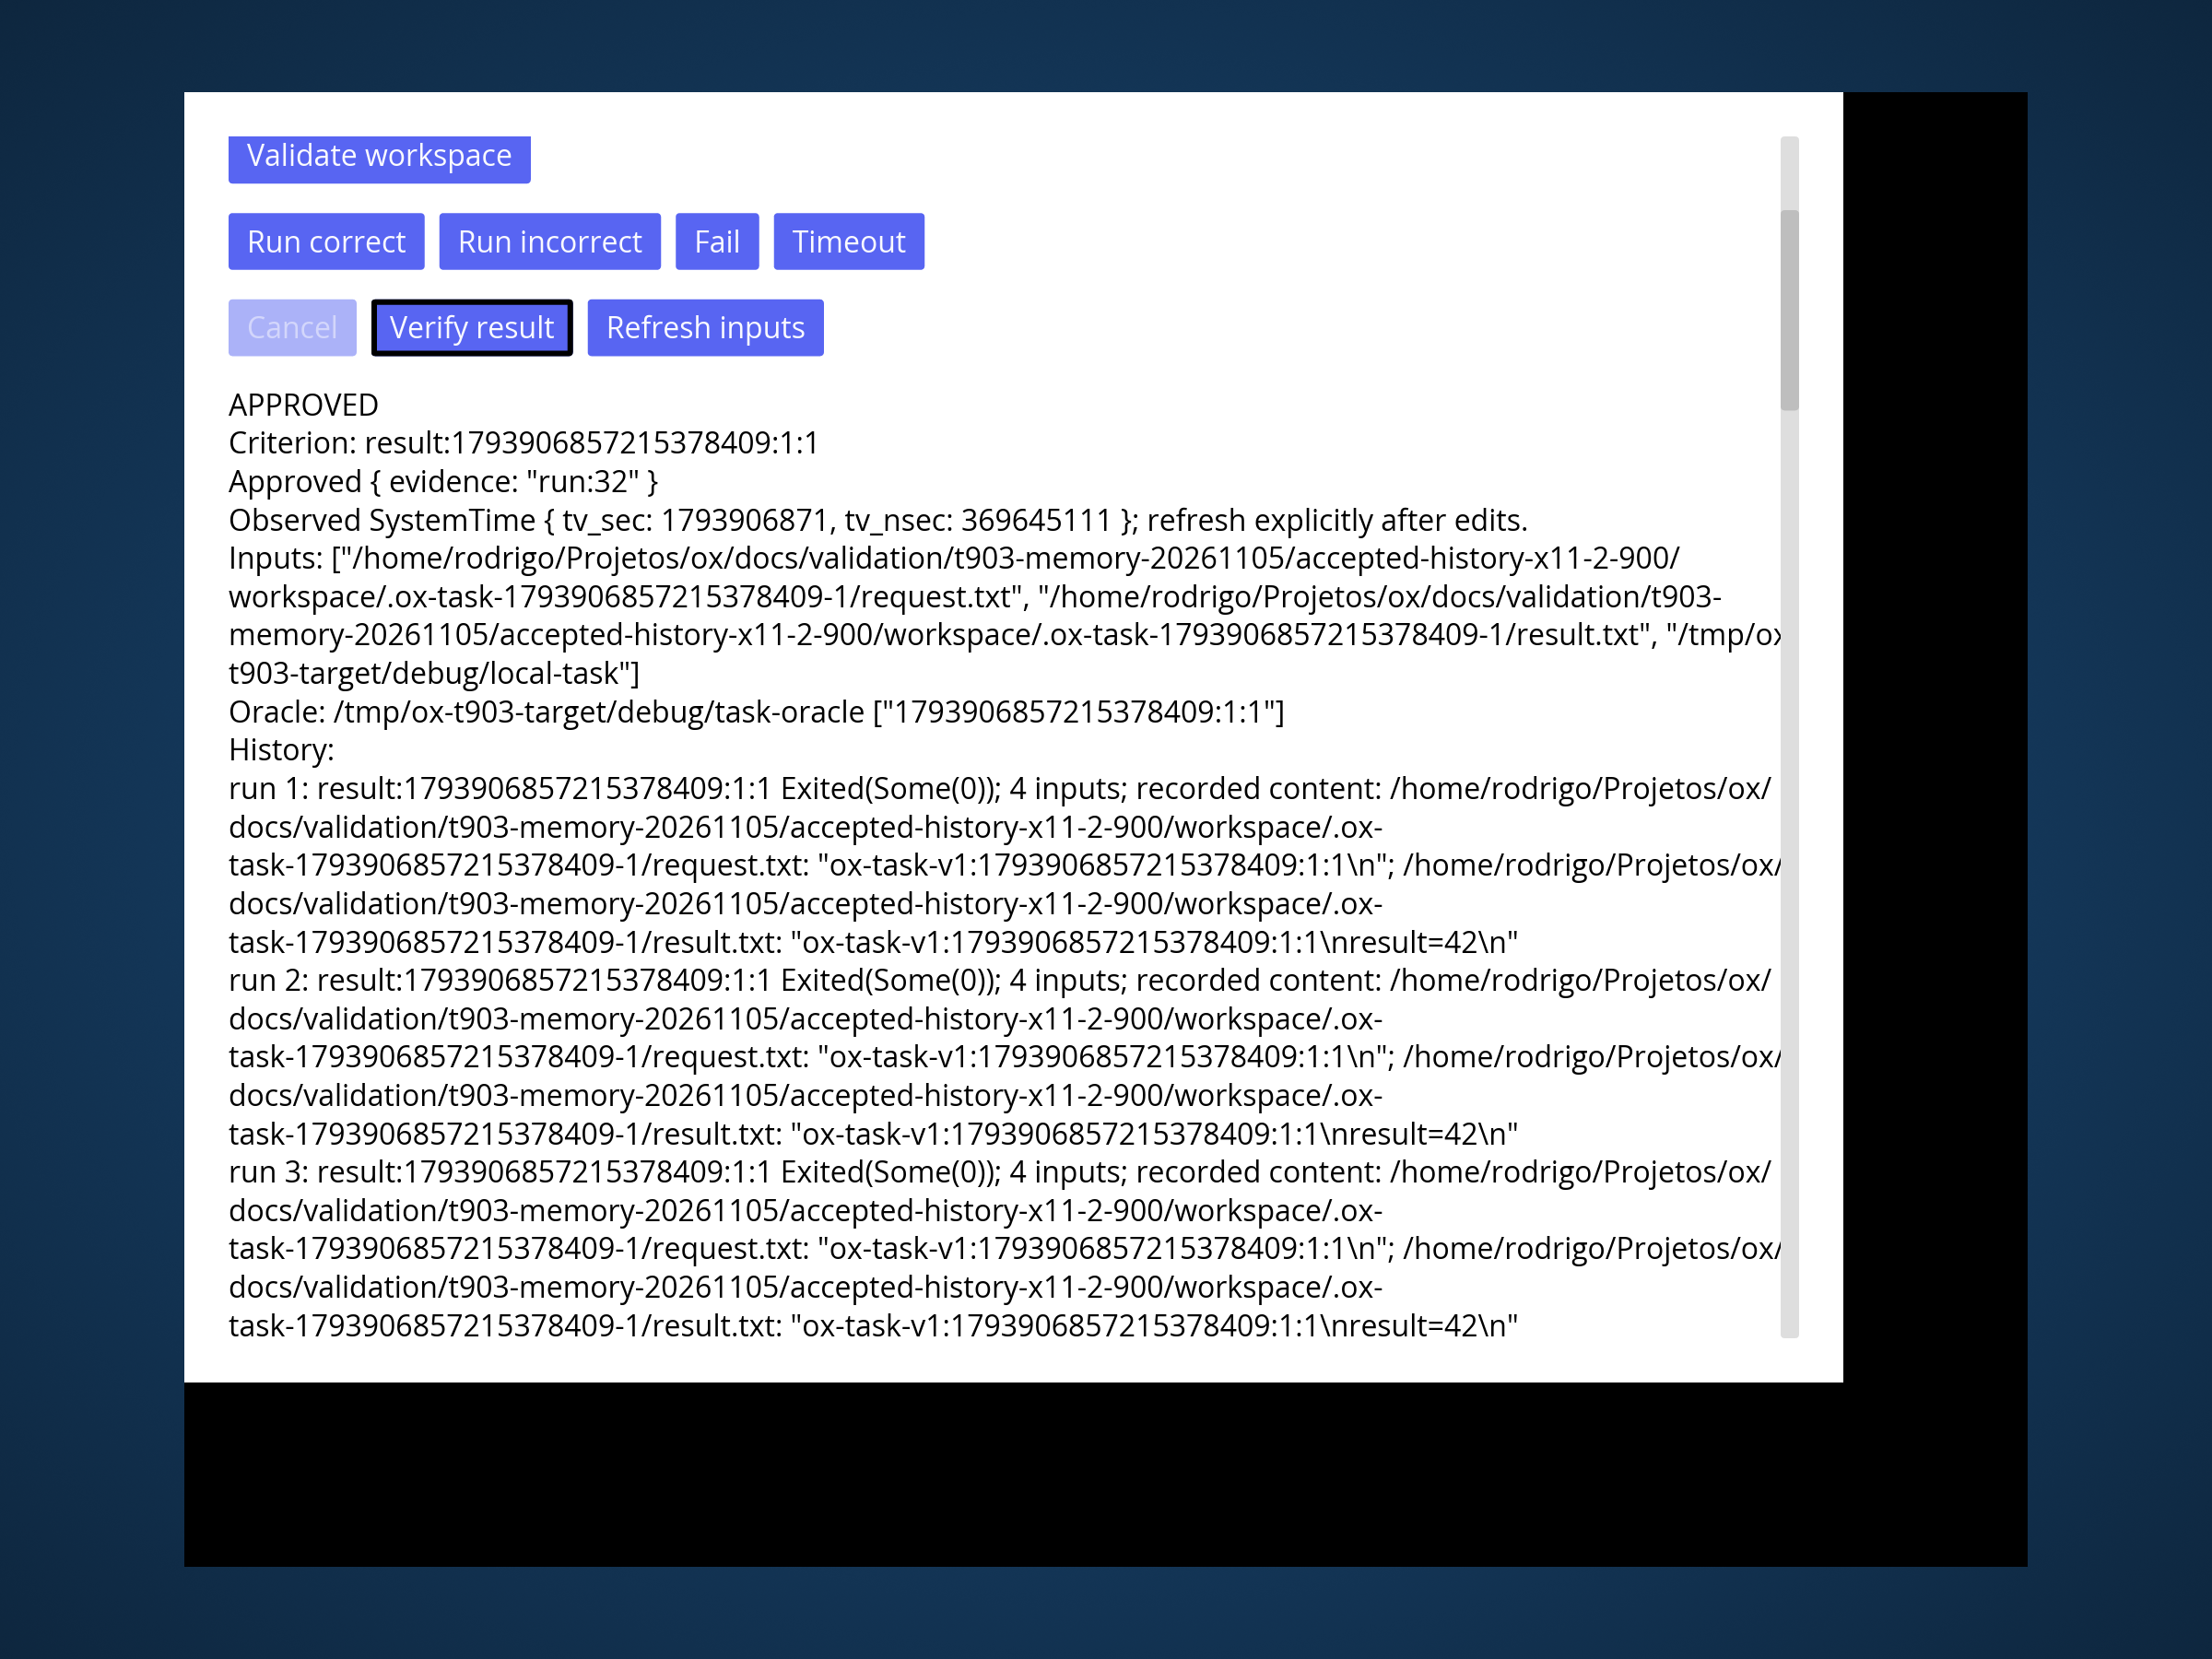 Validate workspace
Run correct Run incorrect Fail Timeout
Cancel Verify result Refresh inputs
APPROVED
Criterion: result:1793906857215378409:1:1
Approved { evidence: "run:32" }
Observed SystemTime { tv_sec: 1793906871, tv_nsec: 369645111 }; refresh explicitly after edits.
Inputs: ["/home/rodrigo/Projetos/ox/docs/validation/t903-memory-20261105/accepted-history-x11-2-900/
workspace/.ox-task-1793906857215378409-1/request.txt", "/home/rodrigo/Projetos/ox/docs/validation/t903-
memory-20261105/accepted-history-x11-2-900/workspace/.ox-task-1793906857215378409-1/result.txt", "/tmp/ox
t903-target/debug/local-task"]
Oracle: /tmp/ox-t903-target/debug/task-oracle ["1793906857215378409:1:1"]
History:
run 1: result:1793906857215378409:1:1 Exited(Some(0)); 4 inputs; recorded content: /home/rodrigo/Projetos/ox/
docs/validation/t903-memory-20261105/accepted-history-x11-2-900/workspace/.ox-
task-1793906857215378409-1/request.txt: "ox-task-v1:1793906857215378409:1:1\n"; /home/rodrigo/Projetos/ox/
docs/validation/t903-memory-20261105/accepted-history-x11-2-900/workspace/.ox-
task-1793906857215378409-1/result.txt: "ox-task-v1:1793906857215378409:1:1\nresult=42\n"
run 2: result:1793906857215378409:1:1 Exited(Some(0)); 4 inputs; recorded content: /home/rodrigo/Projetos/ox/
docs/validation/t903-memory-20261105/accepted-history-x11-2-900/workspace/.ox-
task-1793906857215378409-1/request.txt: "ox-task-v1:1793906857215378409:1:1\n"; /home/rodrigo/Projetos/ox/
docs/validation/t903-memory-20261105/accepted-history-x11-2-900/workspace/.ox-
task-1793906857215378409-1/result.txt: "ox-task-v1:1793906857215378409:1:1\nresult=42\n"
run 3: result:1793906857215378409:1:1 Exited(Some(0)); 4 inputs; recorded content: /home/rodrigo/Projetos/ox/
docs/validation/t903-memory-20261105/accepted-history-x11-2-900/workspace/.ox-
task-1793906857215378409-1/request.txt: "ox-task-v1:1793906857215378409:1:1\n"; /home/rodrigo/Projetos/ox/
docs/validation/t903-memory-20261105/accepted-history-x11-2-900/workspace/.ox-
task-1793906857215378409-1/result.txt: "ox-task-v1:1793906857215378409:1:1\nresult=42\n"